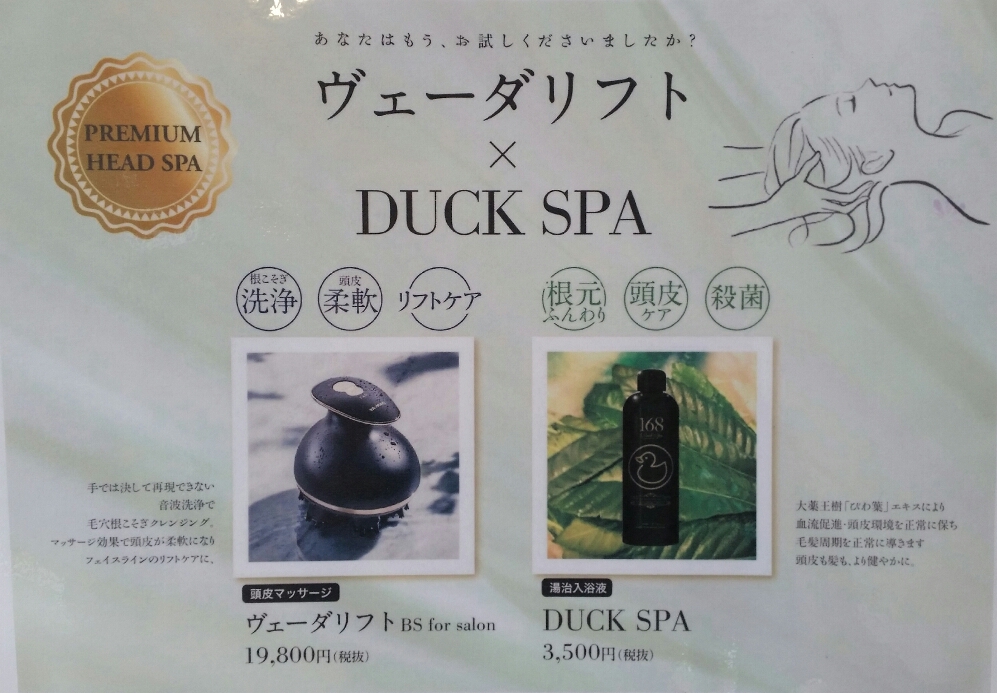 あなたはもう、お試しくださいましたか?
ヴェーダリフト
×
DUCK SPA
PREMIUM
HEAD SPA
根こそぎ
洗浄
頭皮
柔軟
リフトケア
根元
ふんわり
頭皮
ケア
殺菌
168
手では決して再現できない
音波洗浄で
毛穴根こそぎクレンジング。
マッサージ効果で頭皮が柔軟になり
フェイスラインのリフトケアに、
大薬王樹「びわ葉」エキスにより
血流促進・頭皮環境を正常に保ち
毛髪周期を正常に導きます
頭皮も髪も、より健やかに。
頭皮マッサージ
ヴェーダリフト BS for salon
19,800円(税抜)
湯治入浴液
DUCK SPA
3,500円(税抜)